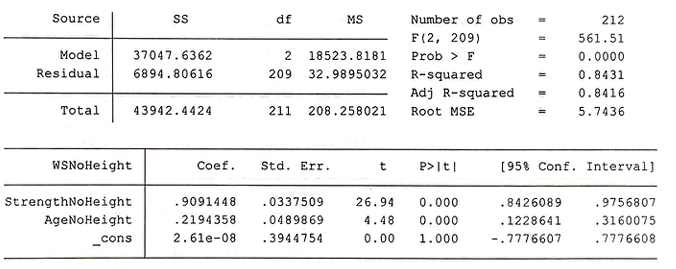 Source SS df MS Number of obs = 212
F(2, 209) = 561.51
Model 37047.6362 2 18523.8181 Prob > F = 0.0000
Residual 6894.80616 209 32.9895032 R-squared = 0.8431
Adj R-squared = 0.8416
Total 43942.4424 211 208.258021 Root MSE = 5.7436
WSNoHeight Coef. Std. Err. t P>|t| [95% Conf. Interval]
StrengthNoHeight .9091448 .0337509 26.94 0.000 .8426089 .9756807
AgeNoHeight .2194358 .0489869 4.48 0.000 .1228641 .3160075
_cons 2.61e-08 .3944754 0.00 1.000 -.7776607 .7776608